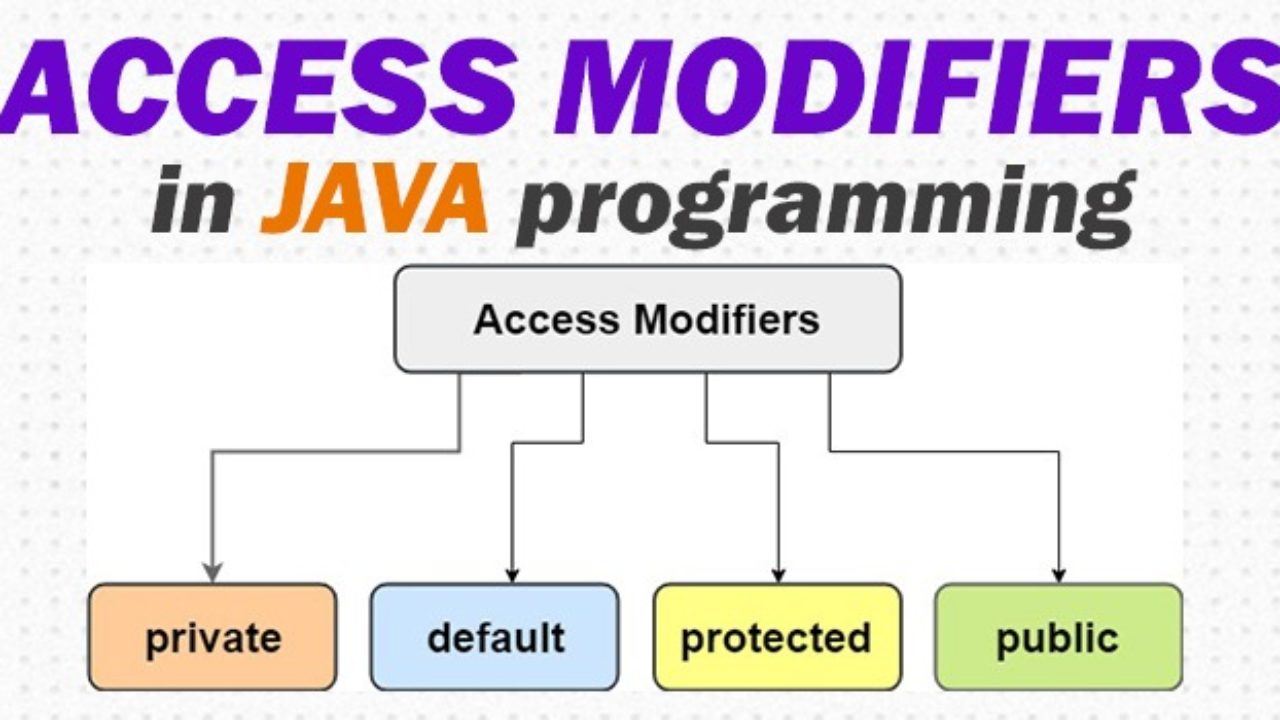 ACCESS MODIFIERS
in JAVA programming
Access Modifiers
private
default
protected
public